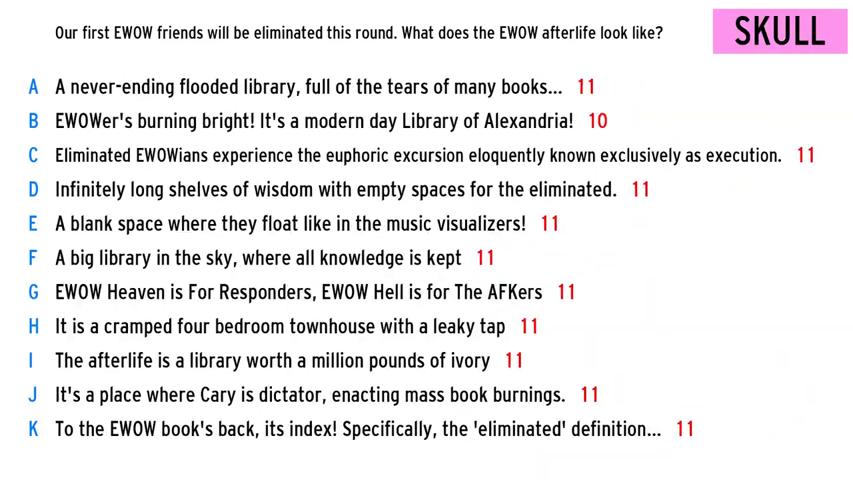 Our first EWOW friends will be eliminated this round. What does the EWOW afterlife look like?
SKULL
A A never-ending flooded library, full of the tears of many books... 11
B EWOWer's burning bright! It's a modern day Library of Alexandria! 10
C Eliminated EWOWians experience the euphoric excursion eloquently known exclusively as execution. 11
D Infinitely long shelves of wisdom with empty spaces for the eliminated. 11
E A blank space where they float like in the music visualizers! 11
F A big library in the sky, where all knowledge is kept 11
G EWOW Heaven is For Responders, EWOW Hell is for The AFKers 11
H It is a cramped four bedroom townhouse with a leaky tap 11
I The afterlife is a library worth a million pounds of ivory 11
J It's a place where Cary is dictator, enacting mass book burnings. 11
K To the EWOW book's back, its index! Specifically, the 'eliminated' definition... 11